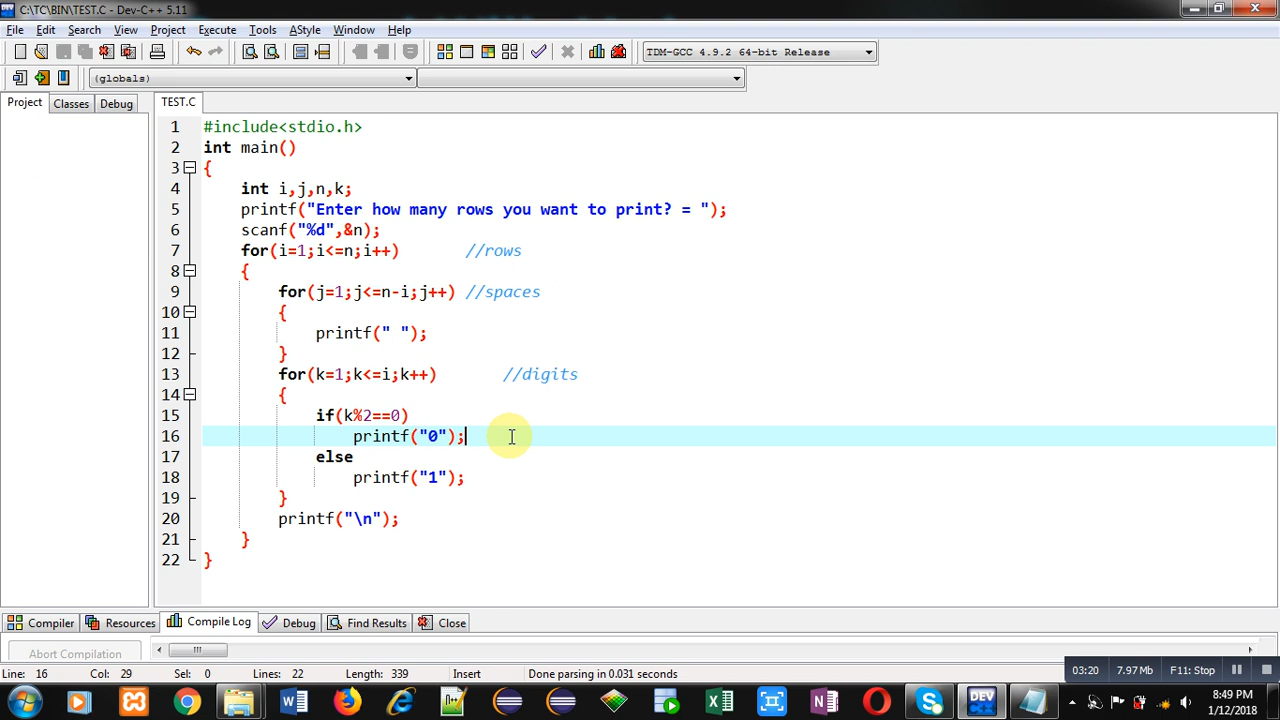 C:\TC\BIN\TEST.C - Dev-C++ 5.11
File Edit Search View Project Execute Tools AStyle Window Help
TDM-GCC 4.9.2 64-bit Release
(globals)
Project Classes Debug TEST.C
1 #include<stdio.h>
2 int main()
3 {
4 int i,j,n,k;
5 printf("Enter how many rows you want to print? = ");
6 scanf("%d",&n);
7 for(i=1;i<=n;i++) //rows
8 {
9 for(j=1;j<=n-i;j++) //spaces
10 {
11 printf(" ");
12 }
13 for(k=1;k<=i;k++) //digits
14 {
15 if(k%2==0)
16 printf("0");
17 else
18 printf("1");
19 }
20 printf("\n");
21 }
22 }
Compiler Resources Compile Log Debug Find Results Close
Abort Compilation
Line: 16 Col: 29 Sel: 0 Lines: 22 Length: 339 Insert Done parsing in 0.031 seconds
03:20 7.97 Mb F11: Stop
DEV
8:49 PM
1/12/2018